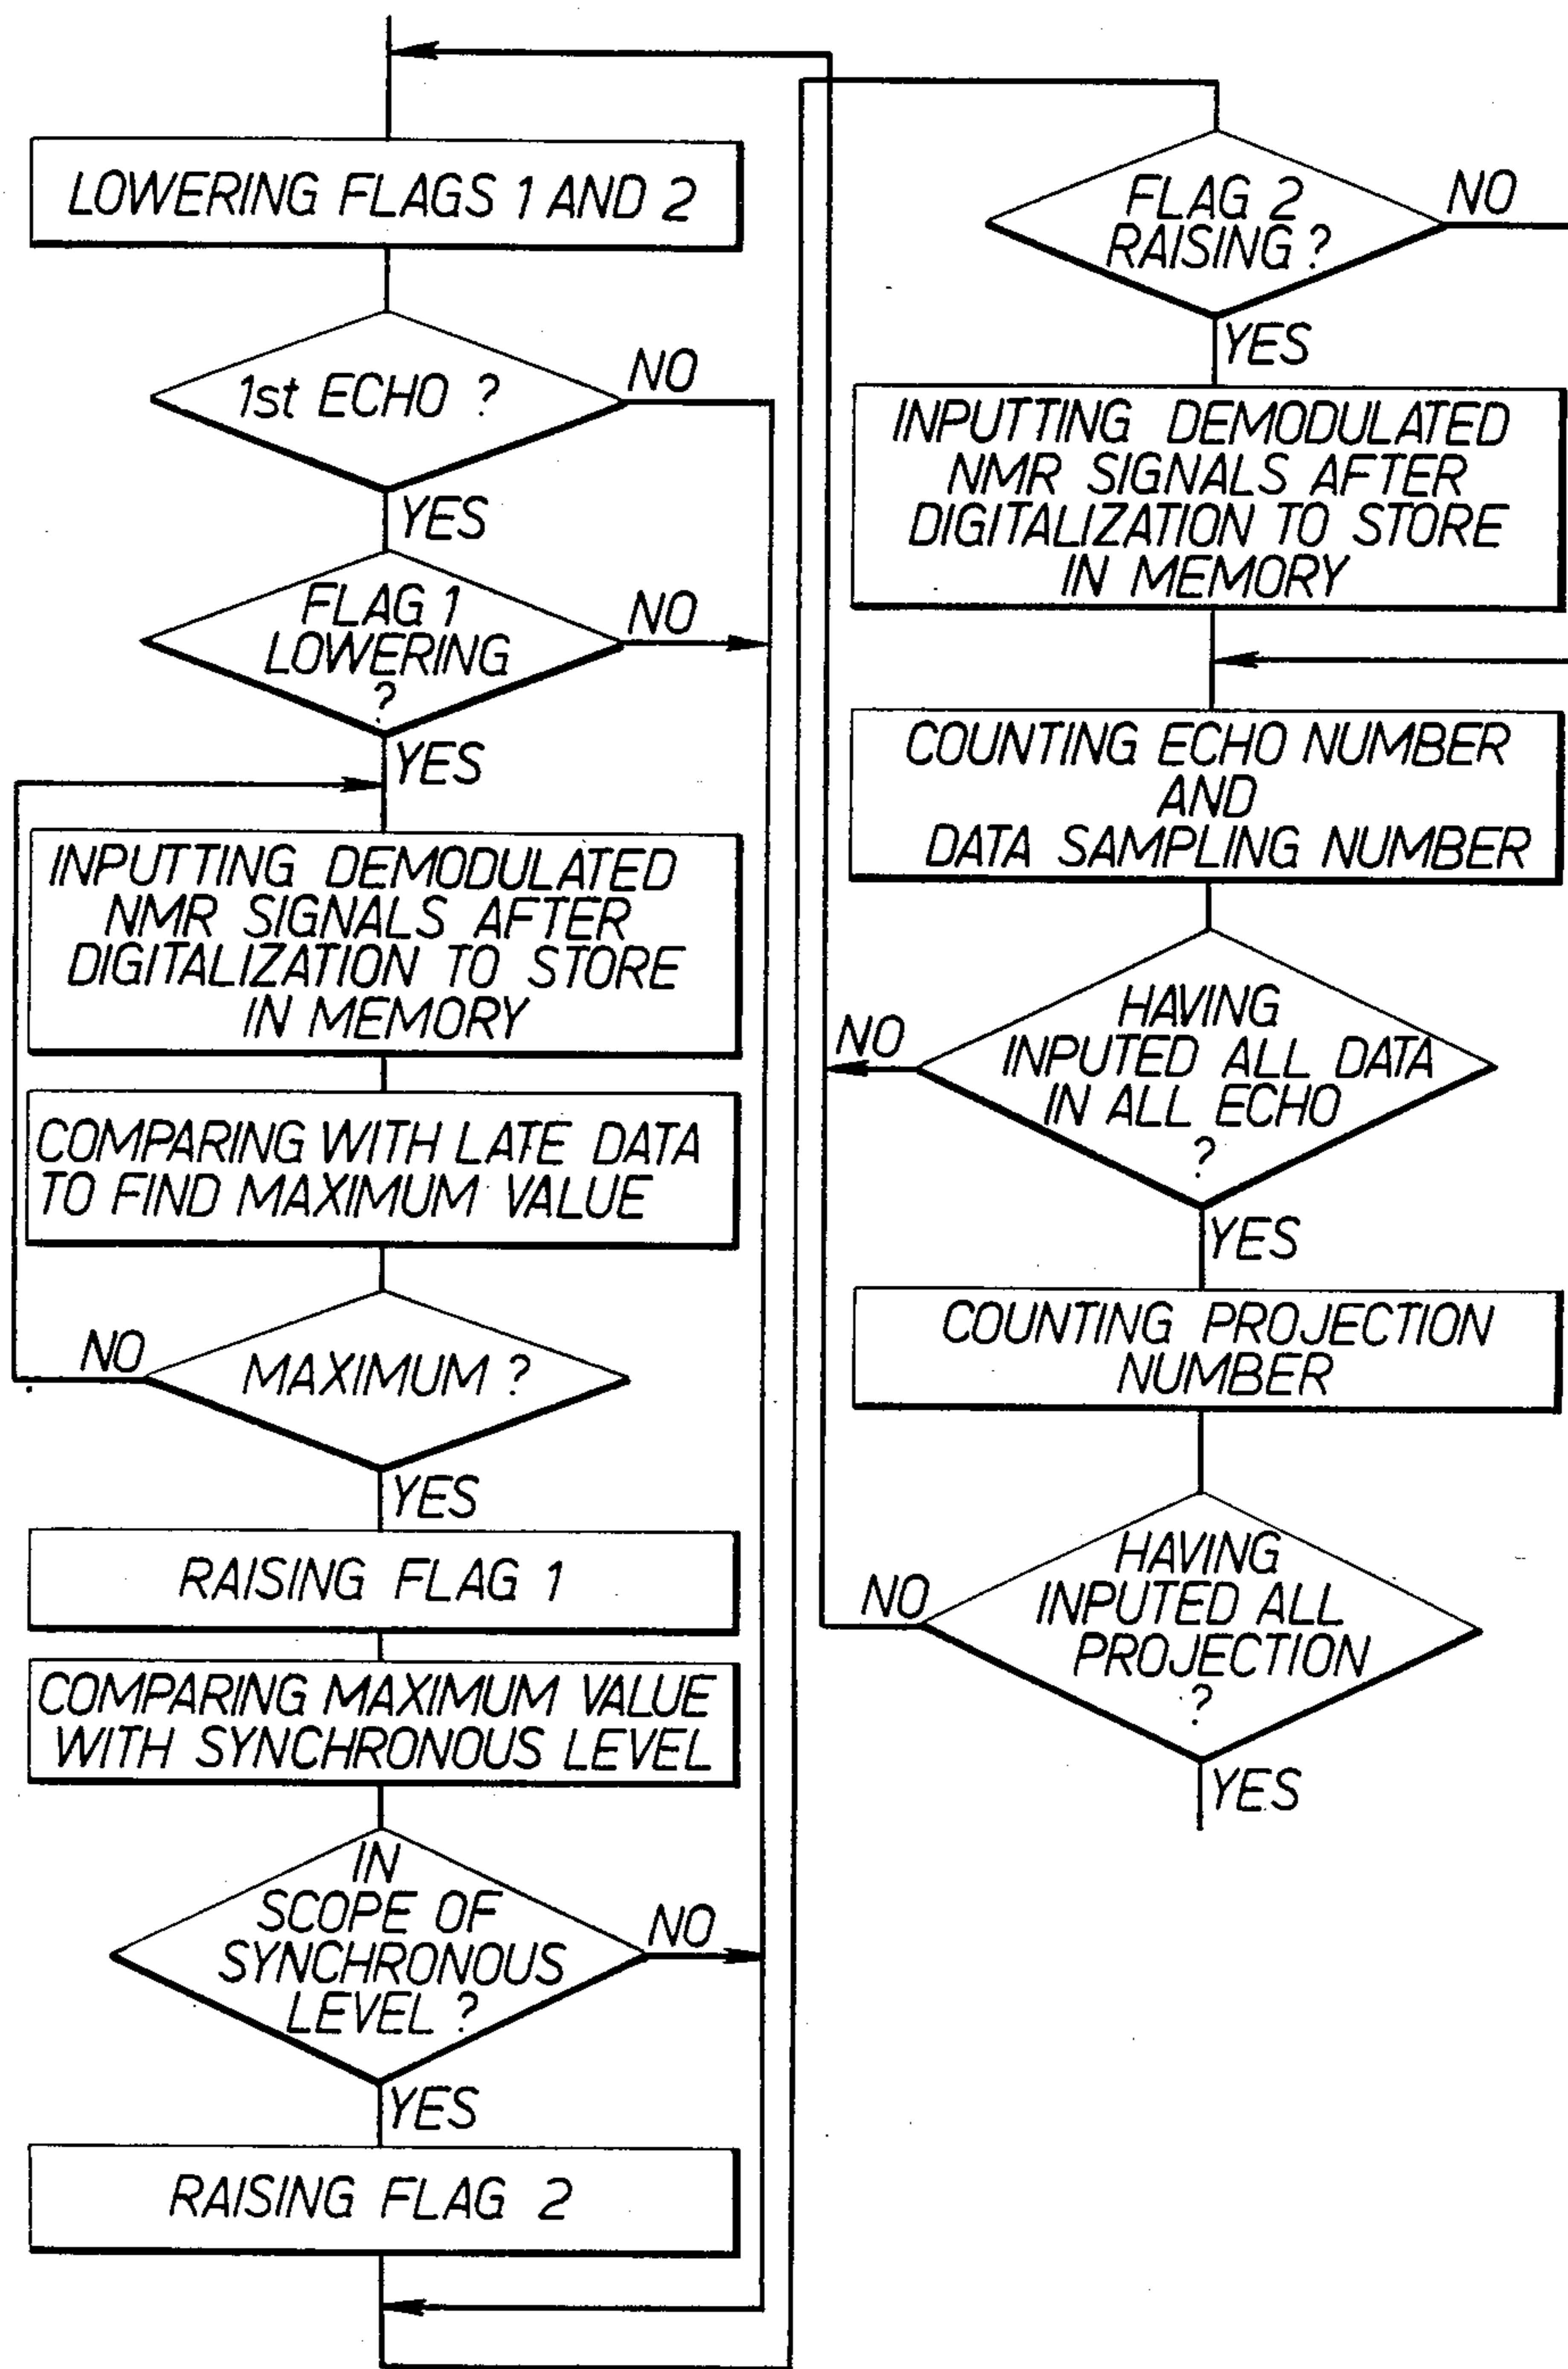 LOWERING FLAGS 1 AND 2
1st ECHO ?
NO
YES
FLAG 1
LOWERING
?
NO
YES
INPUTTING DEMODULATED
NMR SIGNALS AFTER
DIGITALIZATION TO STORE
IN MEMORY
COMPARING WITH LATE DATA
TO FIND MAXIMUM VALUE
MAXIMUM ?
NO
YES
RAISING FLAG 1
COMPARING MAXIMUM VALUE
WITH SYNCHRONOUS LEVEL
IN
SCOPE OF
SYNCHRONOUS
LEVEL ?
NO
YES
RAISING FLAG 2
FLAG 2
RAISING ?
NO
YES
INPUTTING DEMODULATED
NMR SIGNALS AFTER
DIGITALIZATION TO STORE
IN MEMORY
COUNTING ECHO NUMBER
AND
DATA SAMPLING NUMBER
HAVING
INPUTED ALL DATA
IN ALL ECHO
?
NO
YES
COUNTING PROJECTION
NUMBER
HAVING
INPUTED ALL
PROJECTION
?
NO
YES